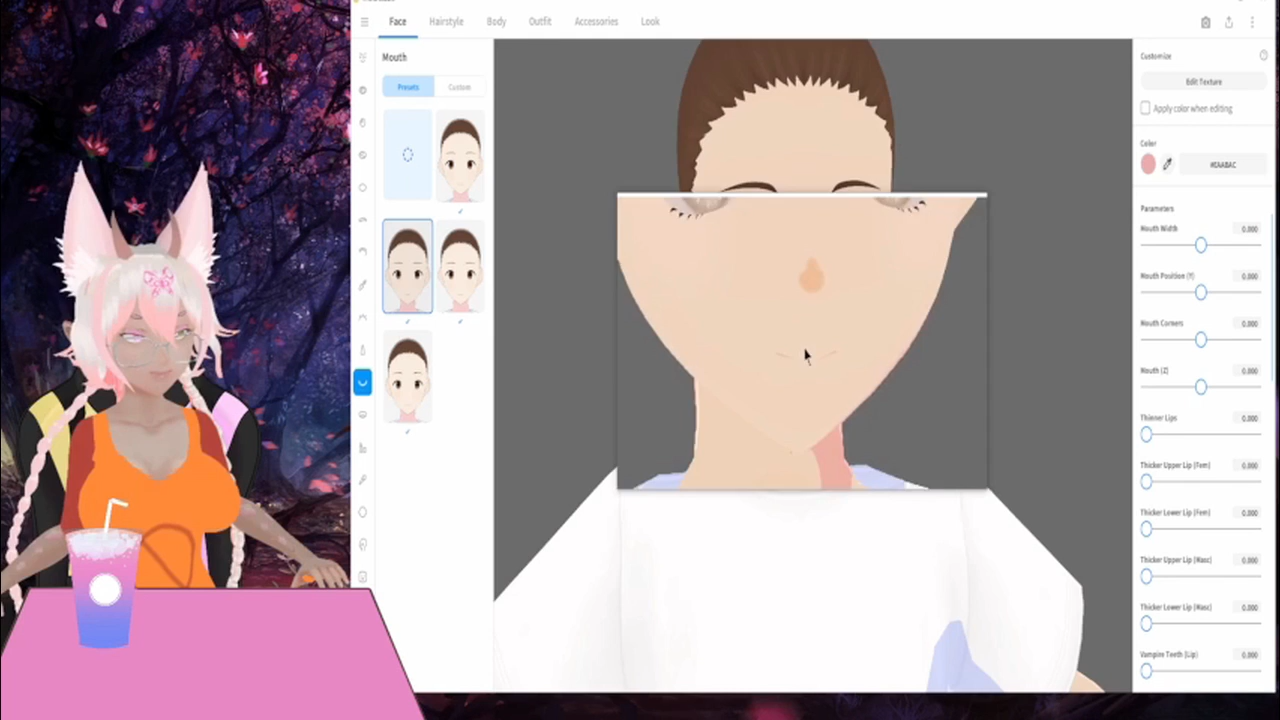 Face
Hairstyle
Body
Outfit
Accessories
Look
Mouth
Presets
Custom
Customize
Edit Texture
Apply color when editing
Color
Parameters
Mouth Width 0.000
Mouth Position (Y) 0.000
Mouth Corners 0.000
Mouth (Z) 0.000
Thinner Lips 0.000
Thicker Upper Lip (Fem) 0.000
Thicker Lower Lip (Fem) 0.000
Thicker Upper Lip (Masc) 0.000
Thicker Lower Lip (Masc) 0.000
Vampire Teeth (Lip) 0.000